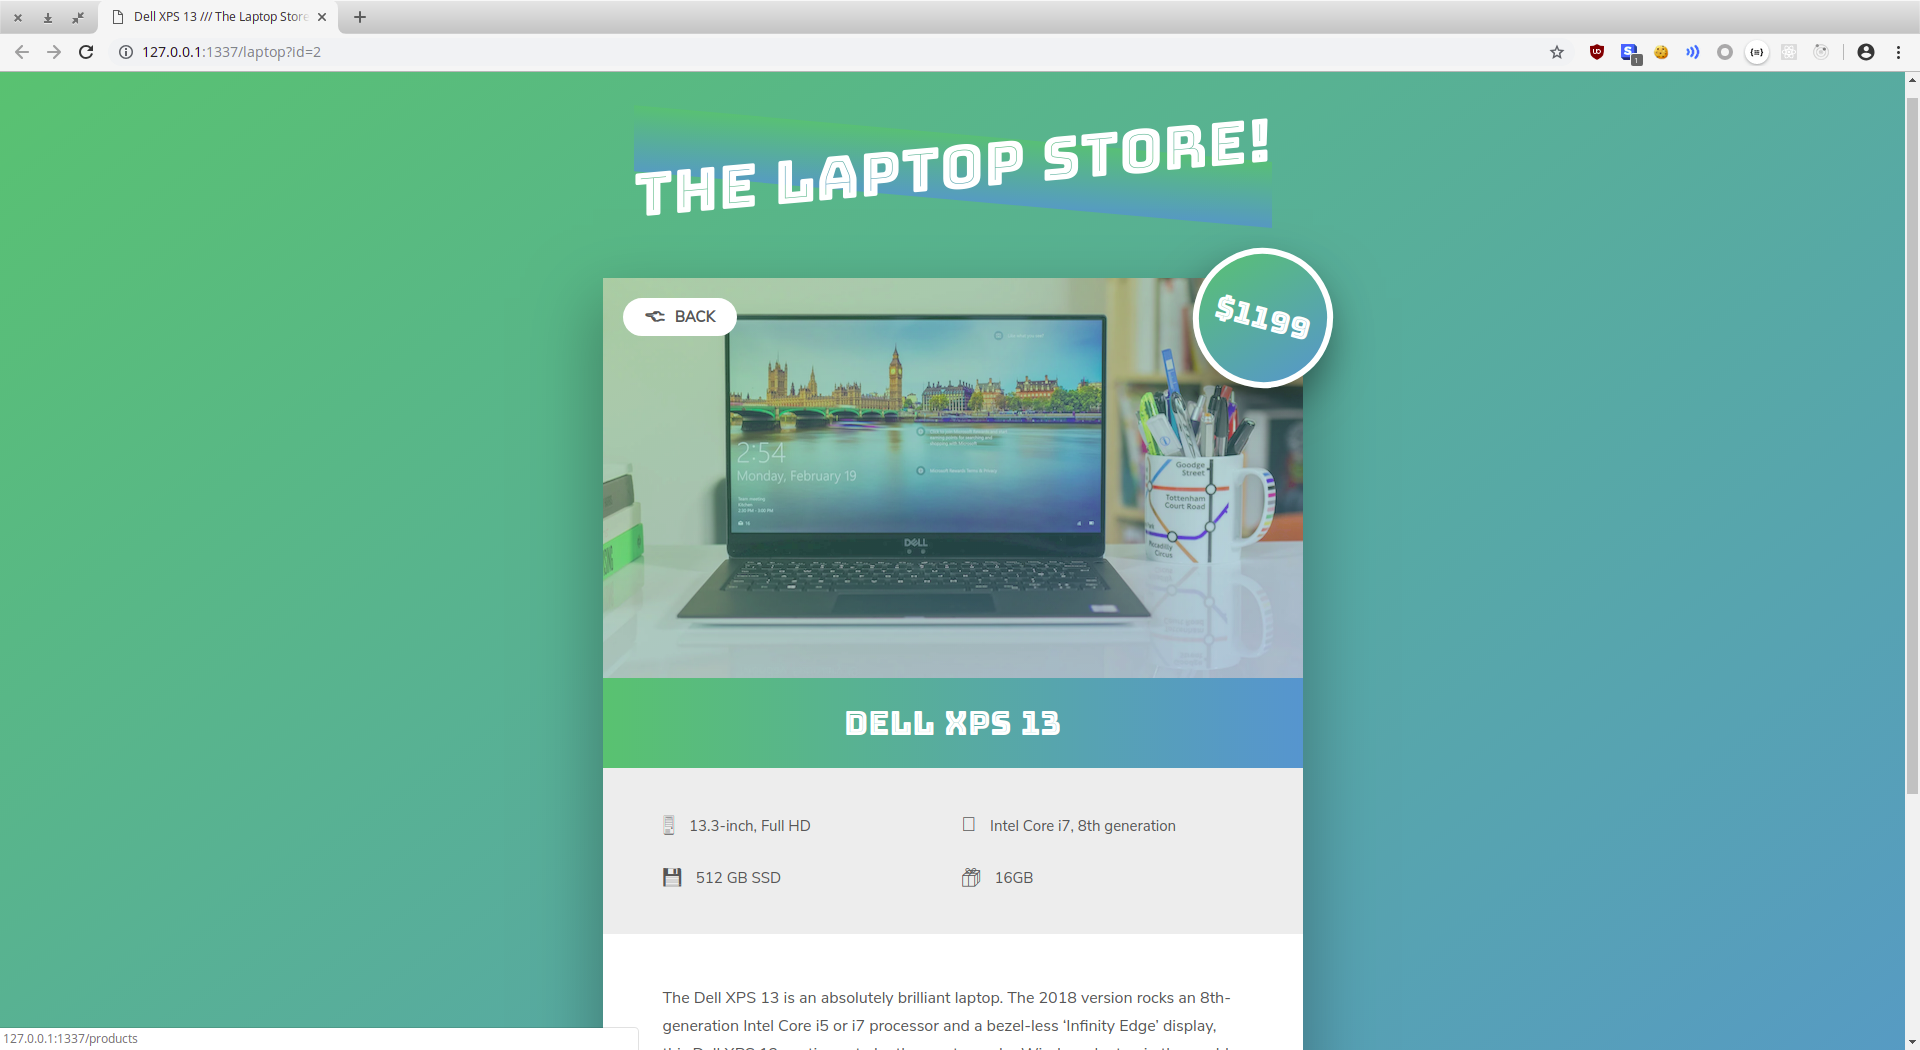 Dell XPS 13 /// The Laptop Store
127.0.0.1:1337/laptop?id=2
THE LAPTOP STORE!
BACK
$1199
2:54
Monday, February 19
DELL
Goodge
Street
Tottenham
Court Road
Piccadilly
Circus
DELL XPS 13
13.3-inch, Full HD
Intel Core i7, 8th generation
512 GB SSD
16GB
The Dell XPS 13 is an absolutely brilliant laptop. The 2018 version rocks an 8th-
generation Intel Core i5 or i7 processor and a bezel-less ‘Infinity Edge’ display,
127.0.0.1:1337/products